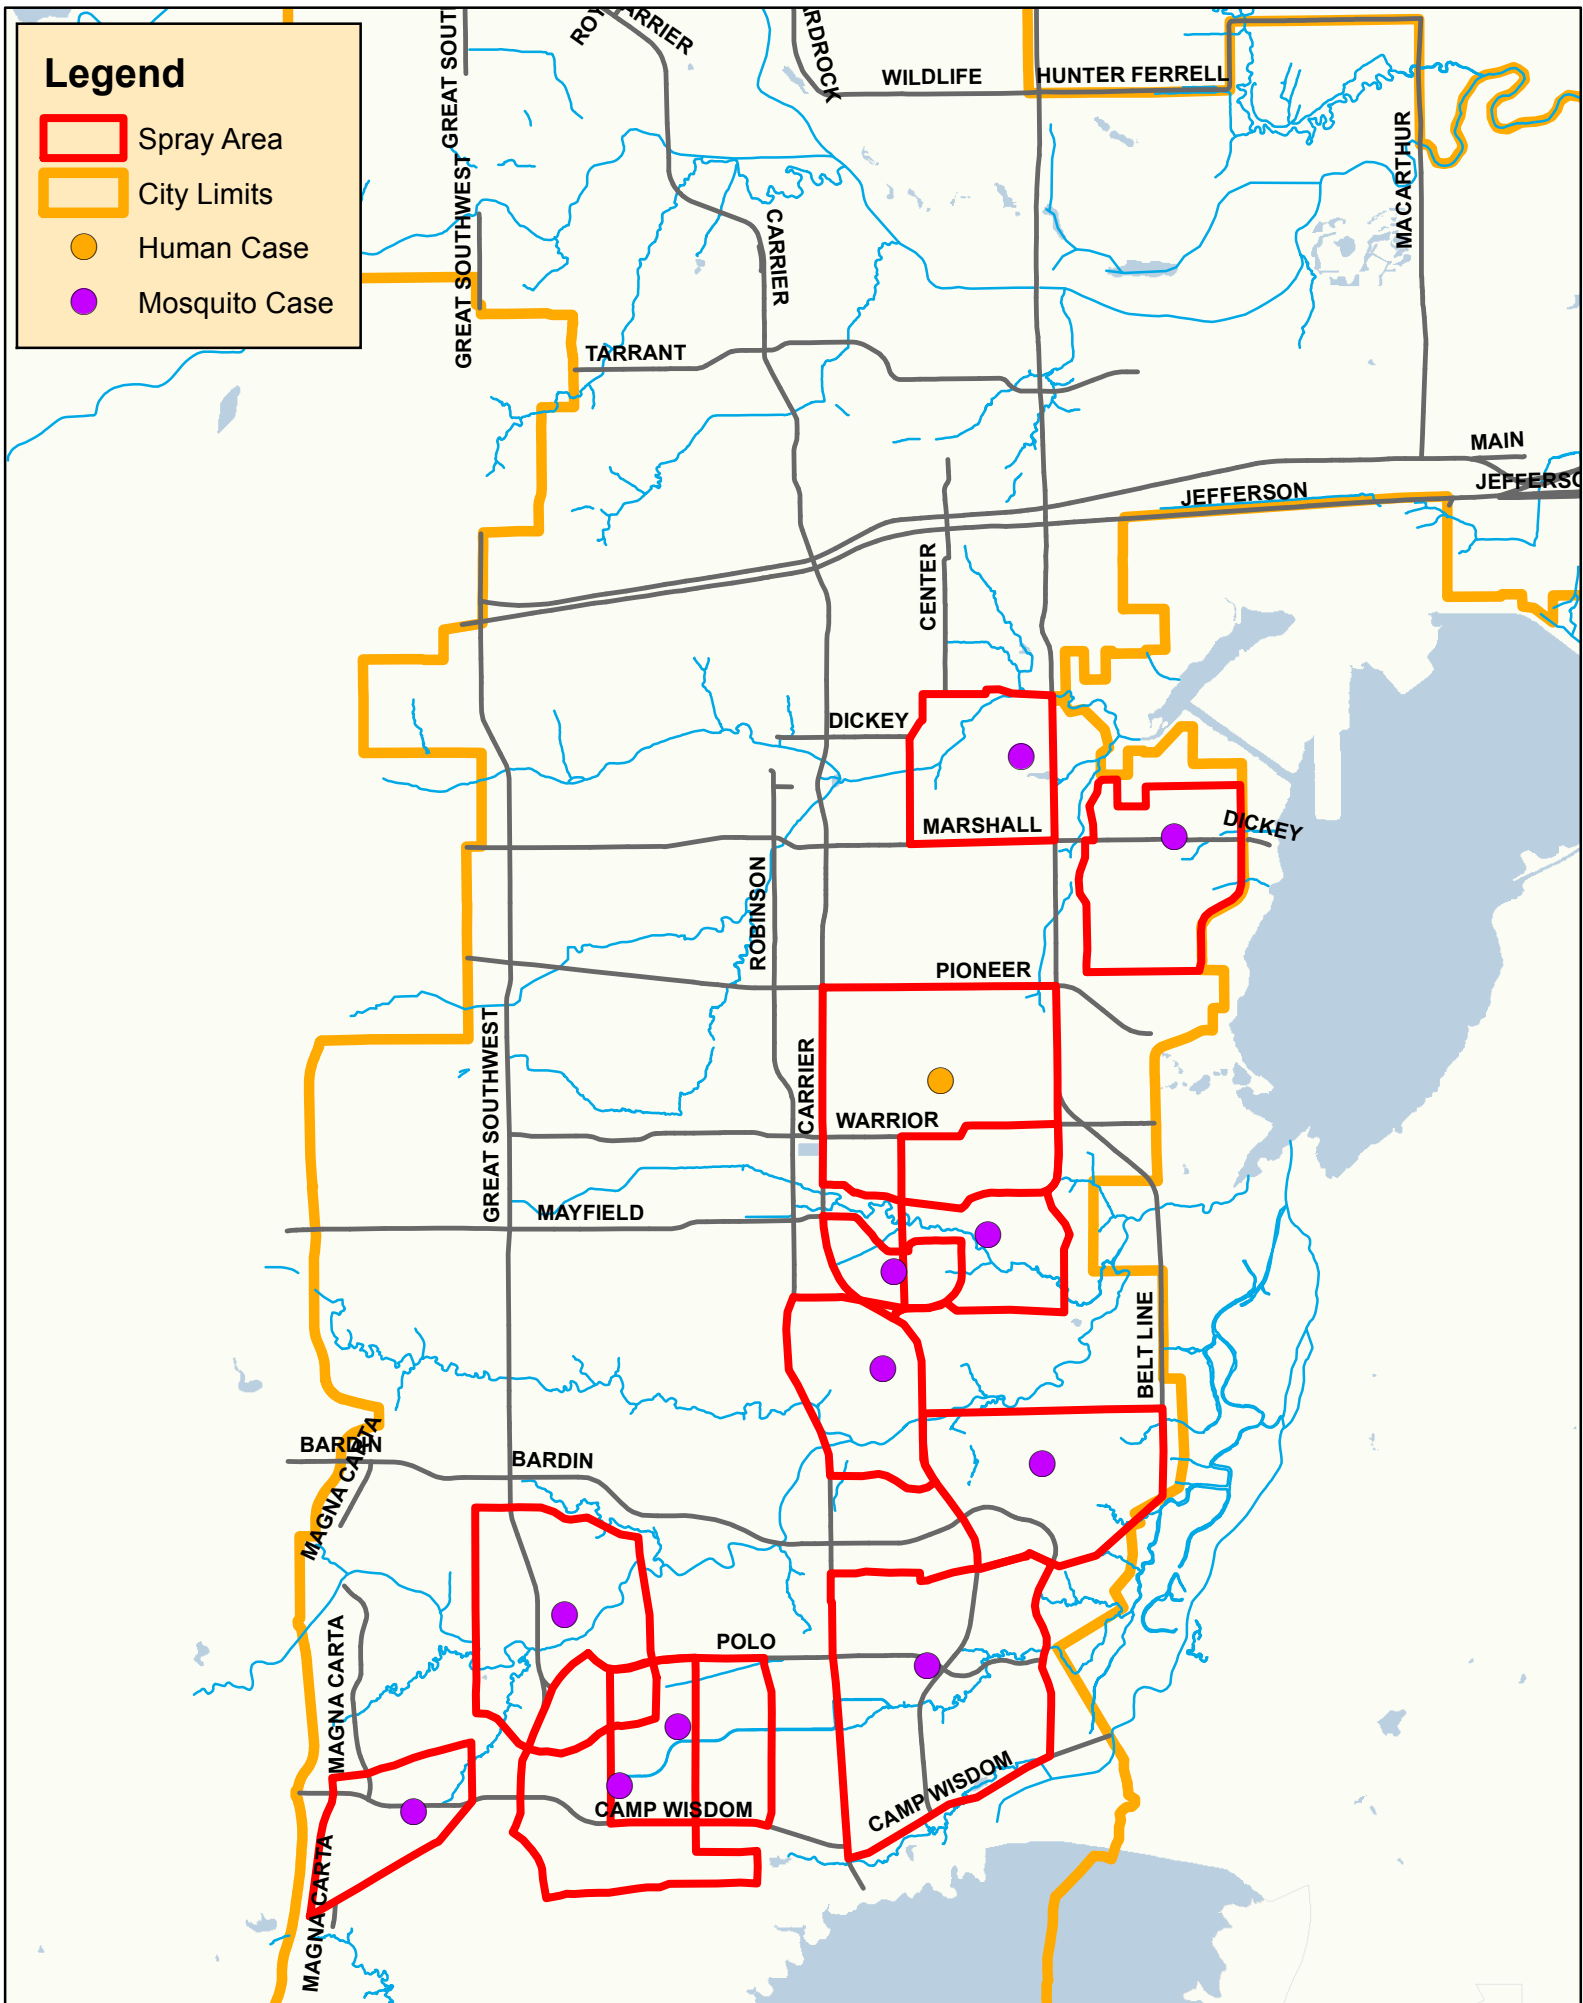 Legend
Spray Area
City Limits
Human Case
Mosquito Case
GREAT SOUTHWEST
CARRIER
WILDLIFE
HUNTER FERRELL
MACARTHUR
CARRIER
TARRANT
MAIN
JEFFERSON
CENTER
DICKEY
MARSHALL
DICKEY
ROBINSON
PIONEER
GREAT SOUTHWEST
CARRIER
WARRIOR
MAYFIELD
BELT LINE
BARDIN
MAGNA CARTA
BARDIN
MAGNA CARTA
POLO
CAMP WISDOM
CAMP WISDOM
MAGNA CARTA